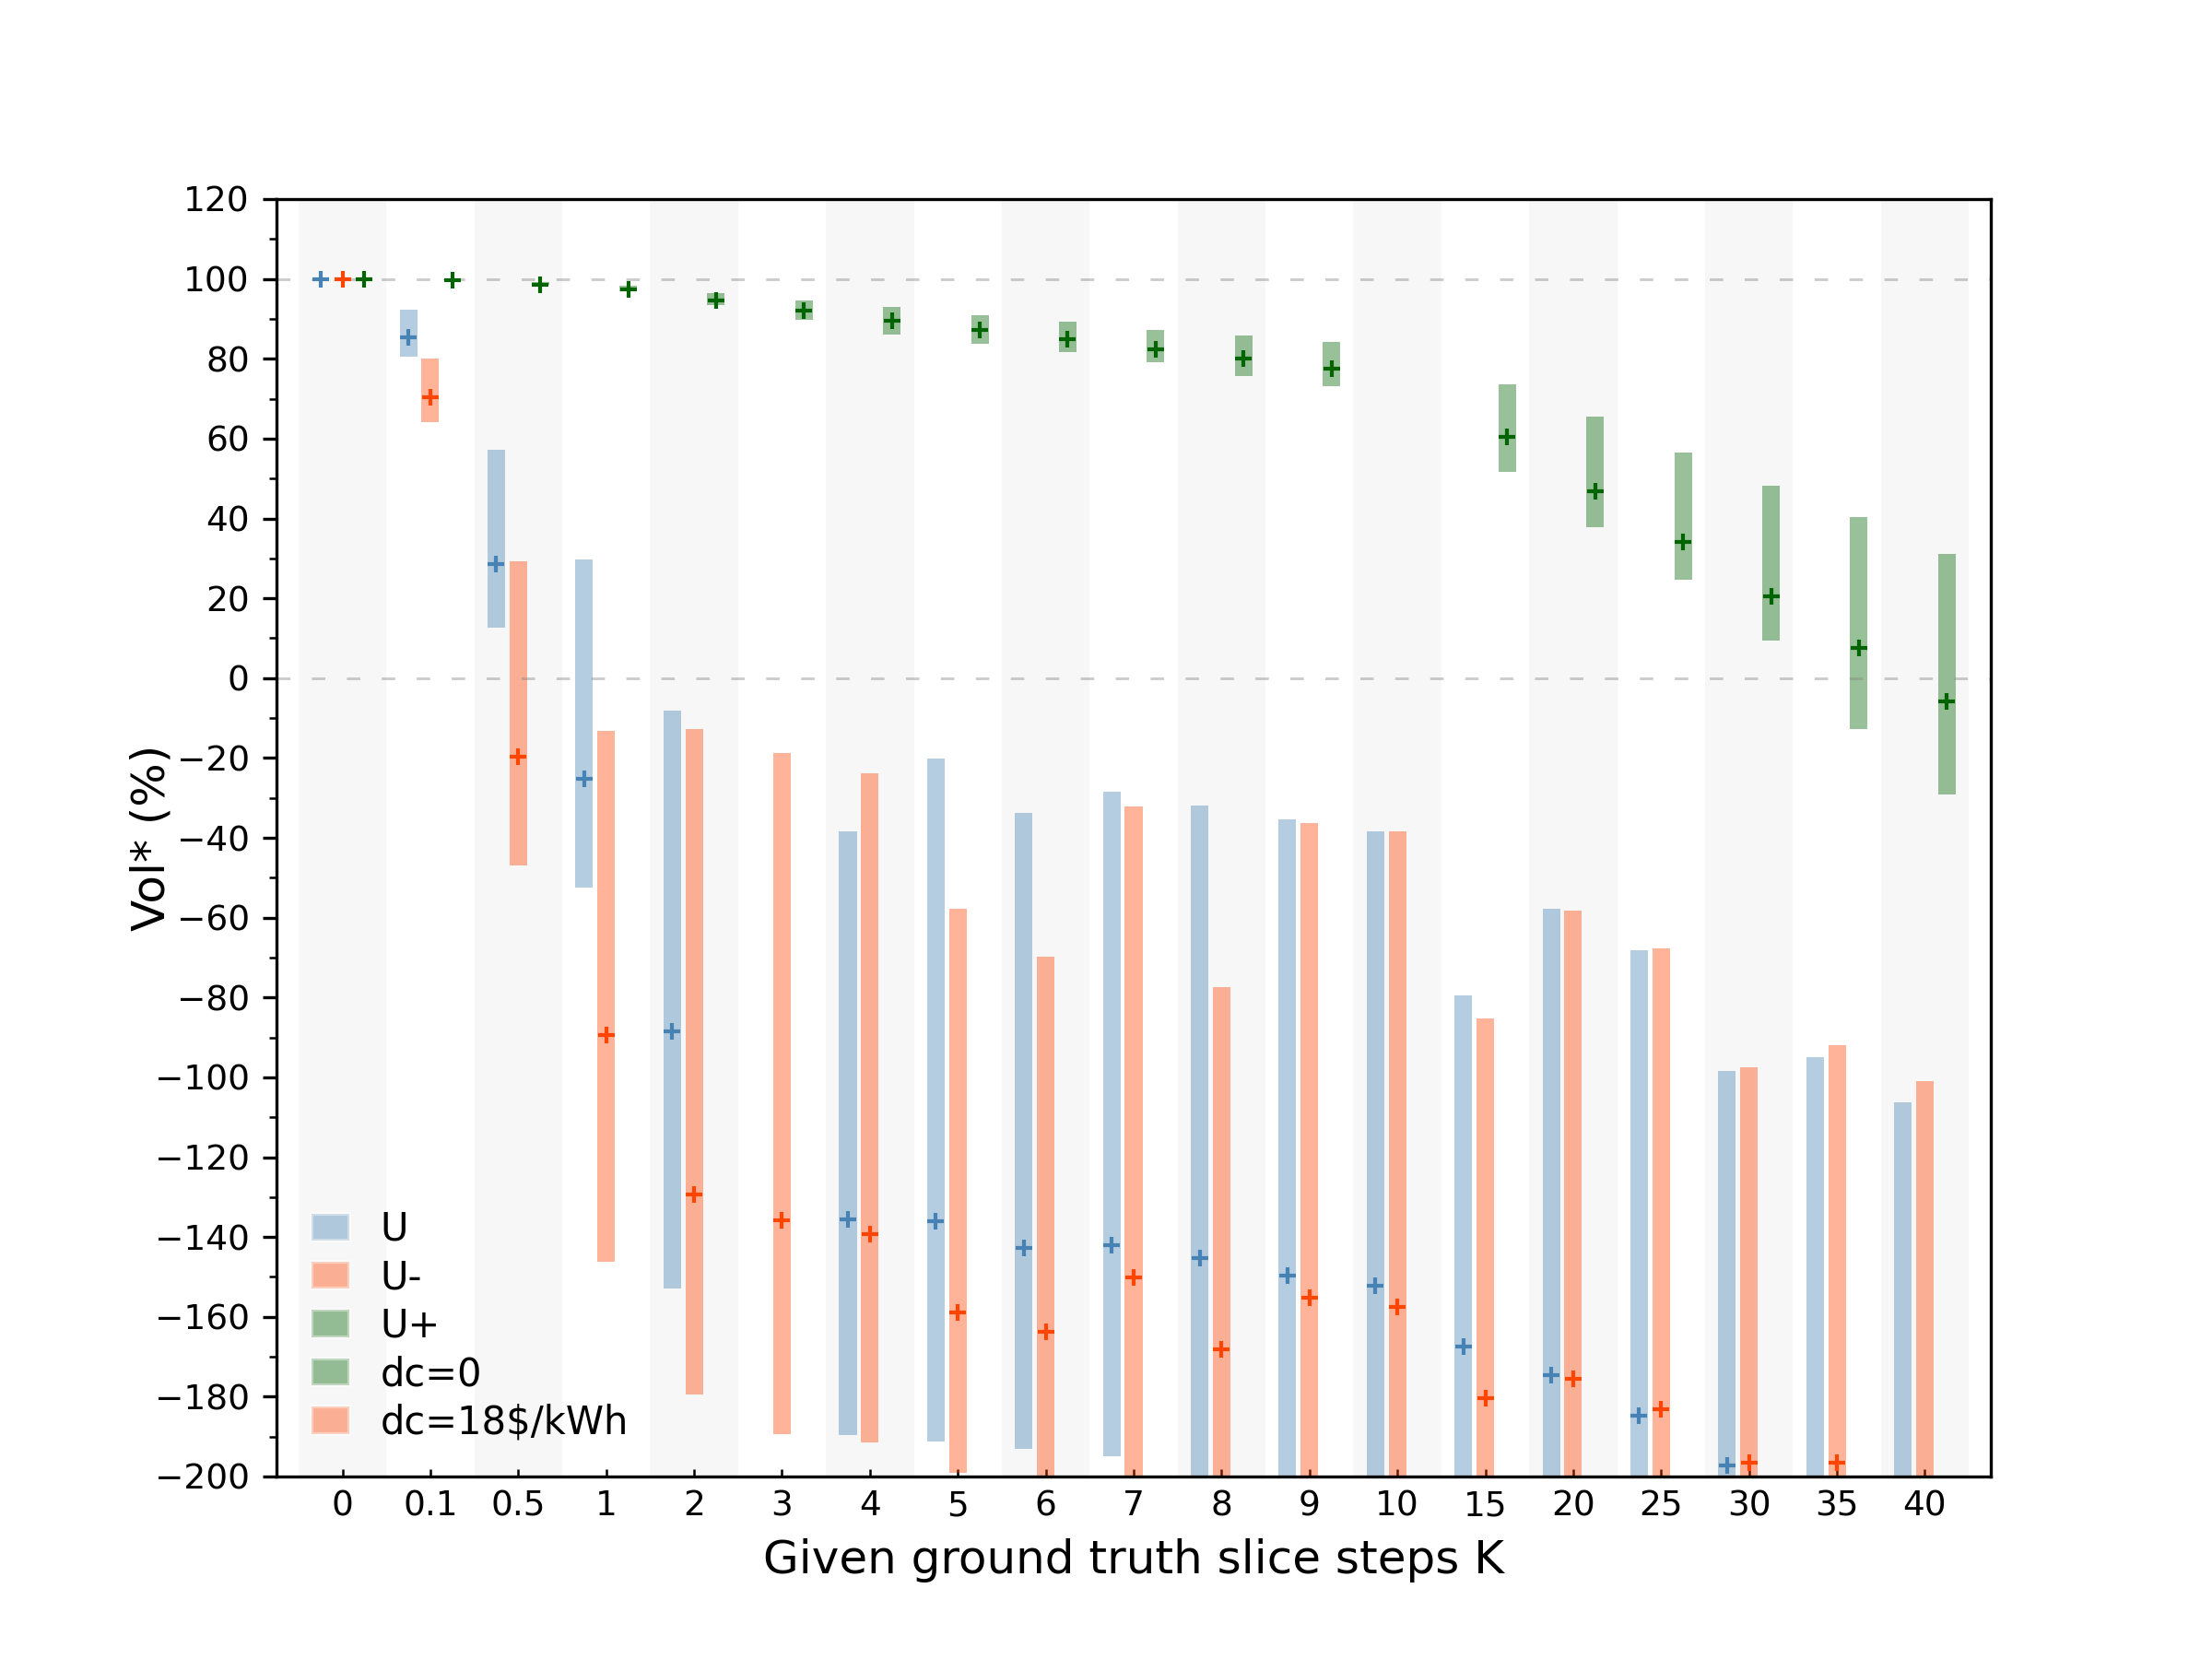 120
100
80
60
40
20
0
−20
−40
−60
−80
−100
−120
−140
−160
−180
−200
Vol* (%)
U
U-
U+
dc=0
dc=18$/kWh
0 0.1 0.5 1 2 3 4 5 6 7 8 9 10 15 20 25 30 35 40
Given ground truth slice steps K